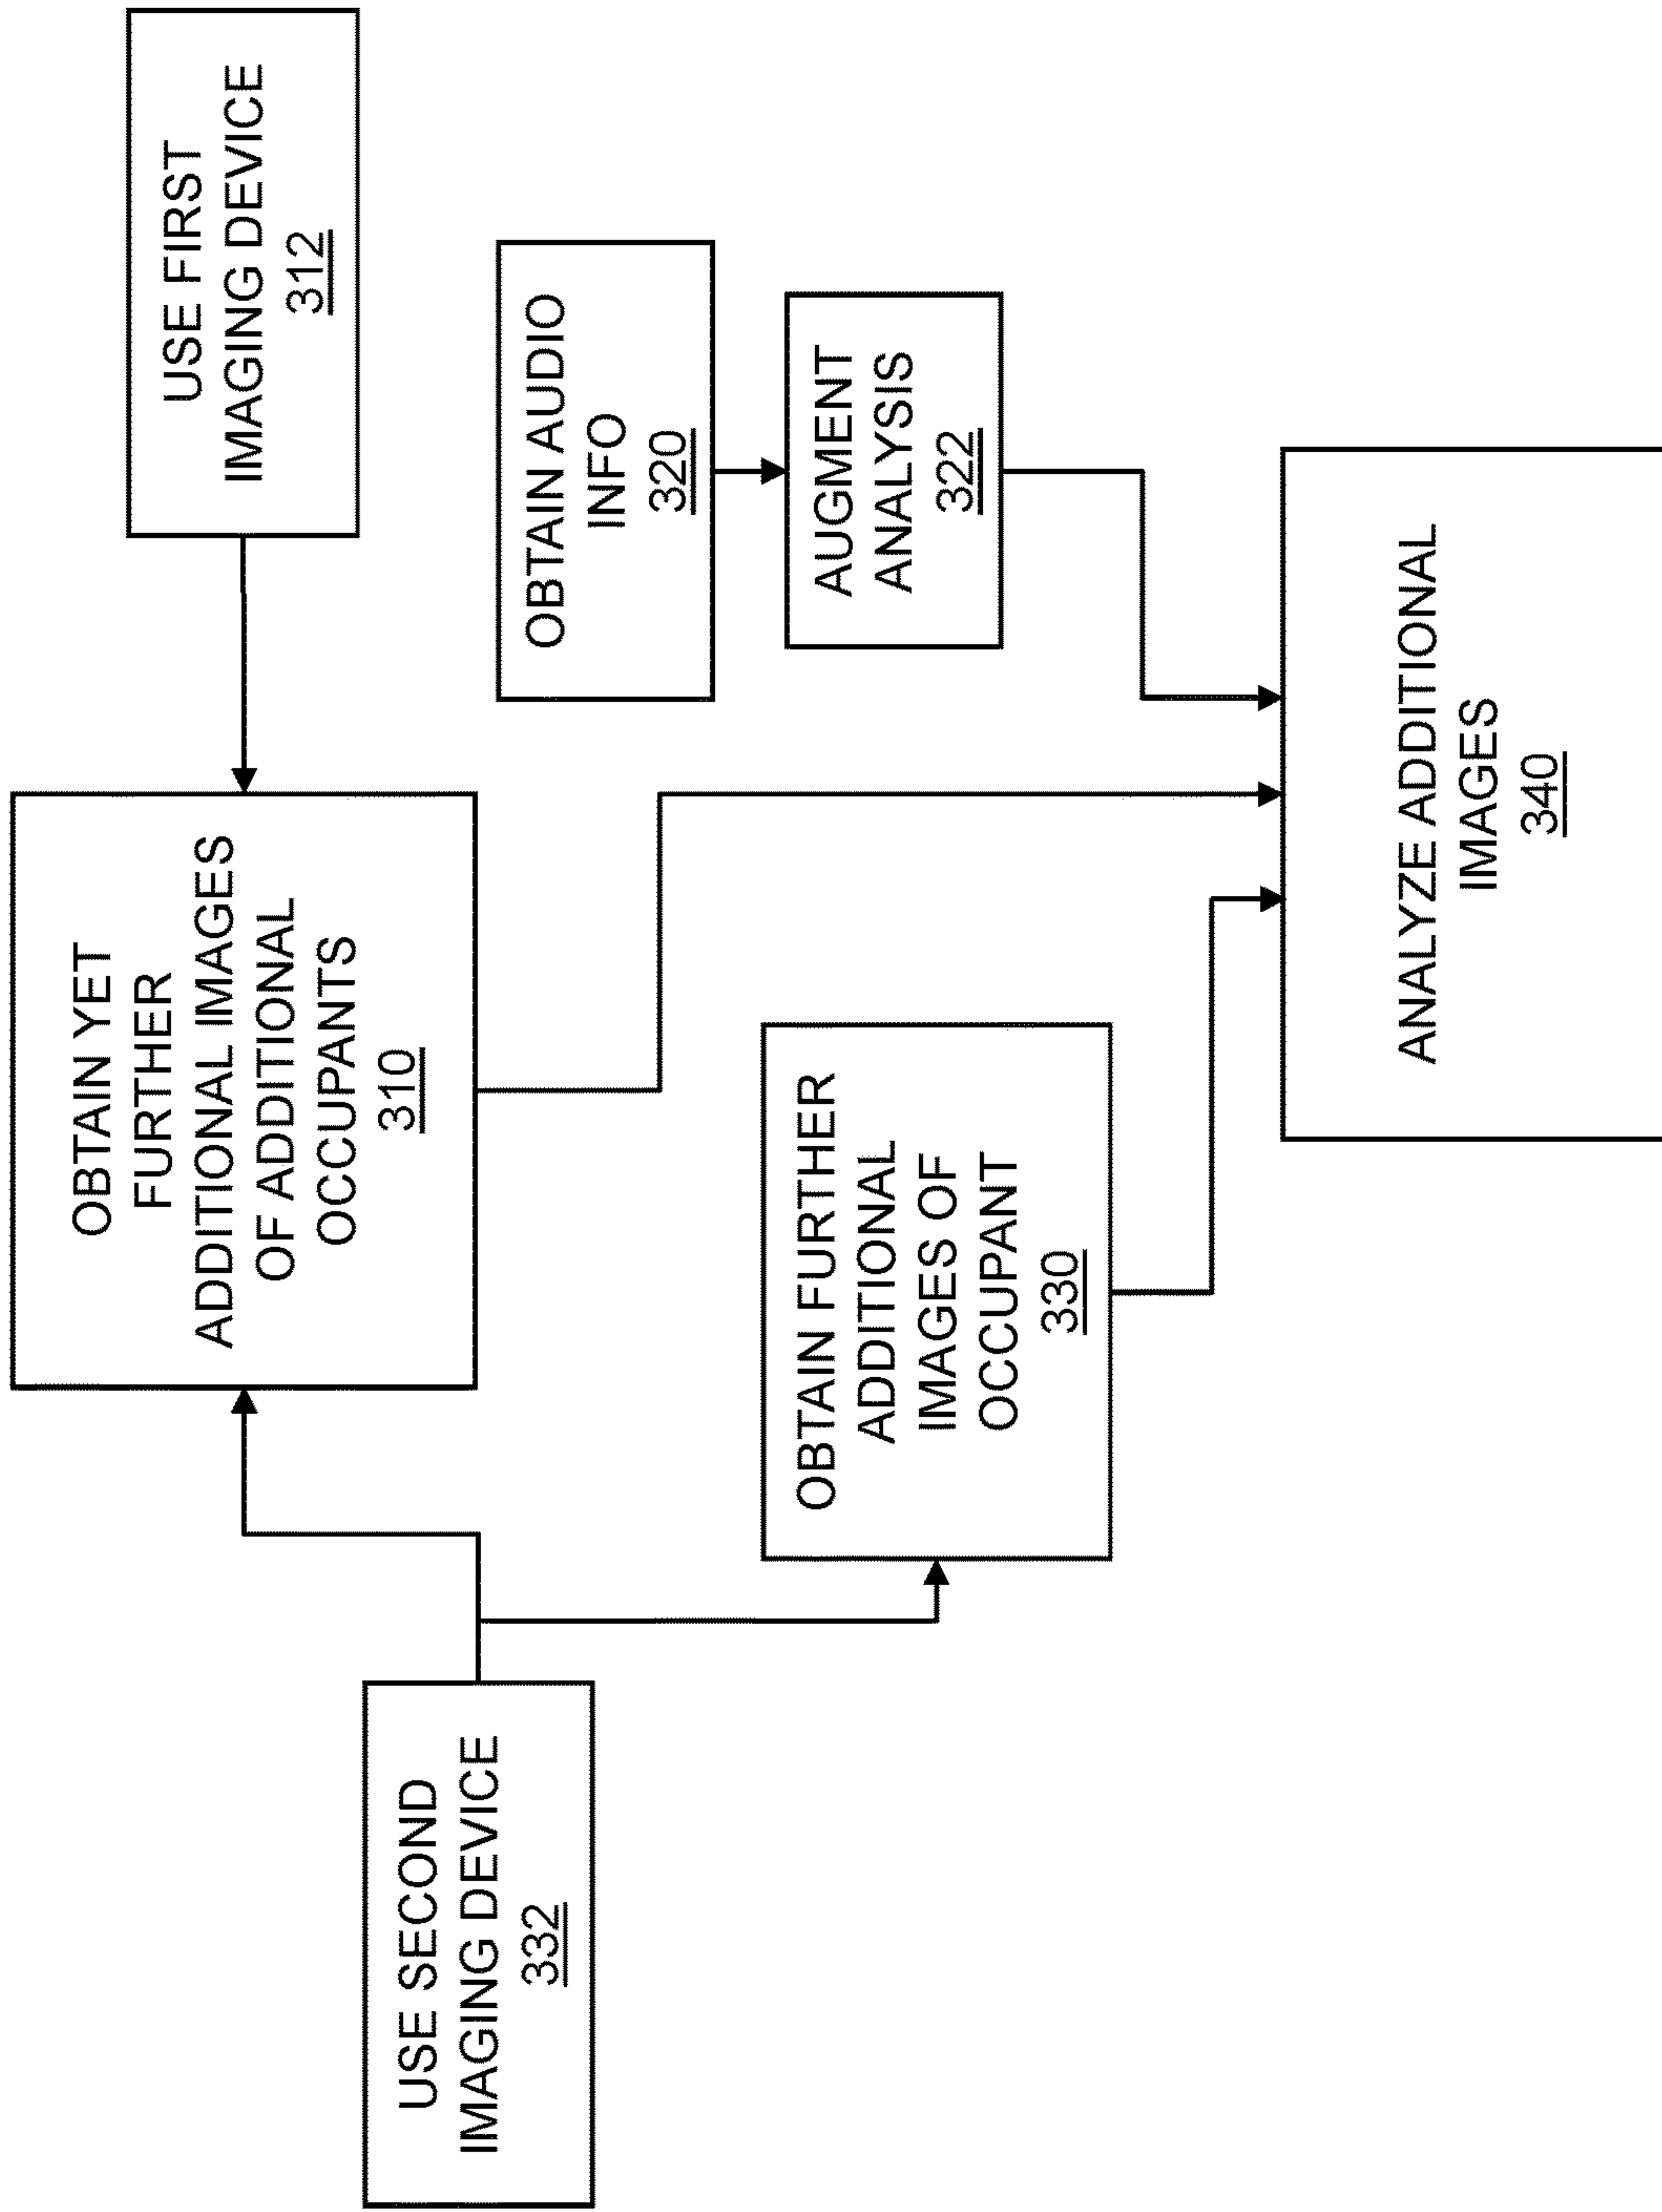 OBTAIN YET
FURTHER
ADDITIONAL IMAGES
OF ADDITIONAL
OCCUPANTS
310
USE FIRST
IMAGING DEVICE
312
USE SECOND
IMAGING DEVICE
332
OBTAIN AUDIO
INFO
320
OBTAIN FURTHER
ADDITIONAL
IMAGES OF
OCCUPANT
330
AUGMENT
ANALYSIS
322
ANALYZE ADDITIONAL
IMAGES
340